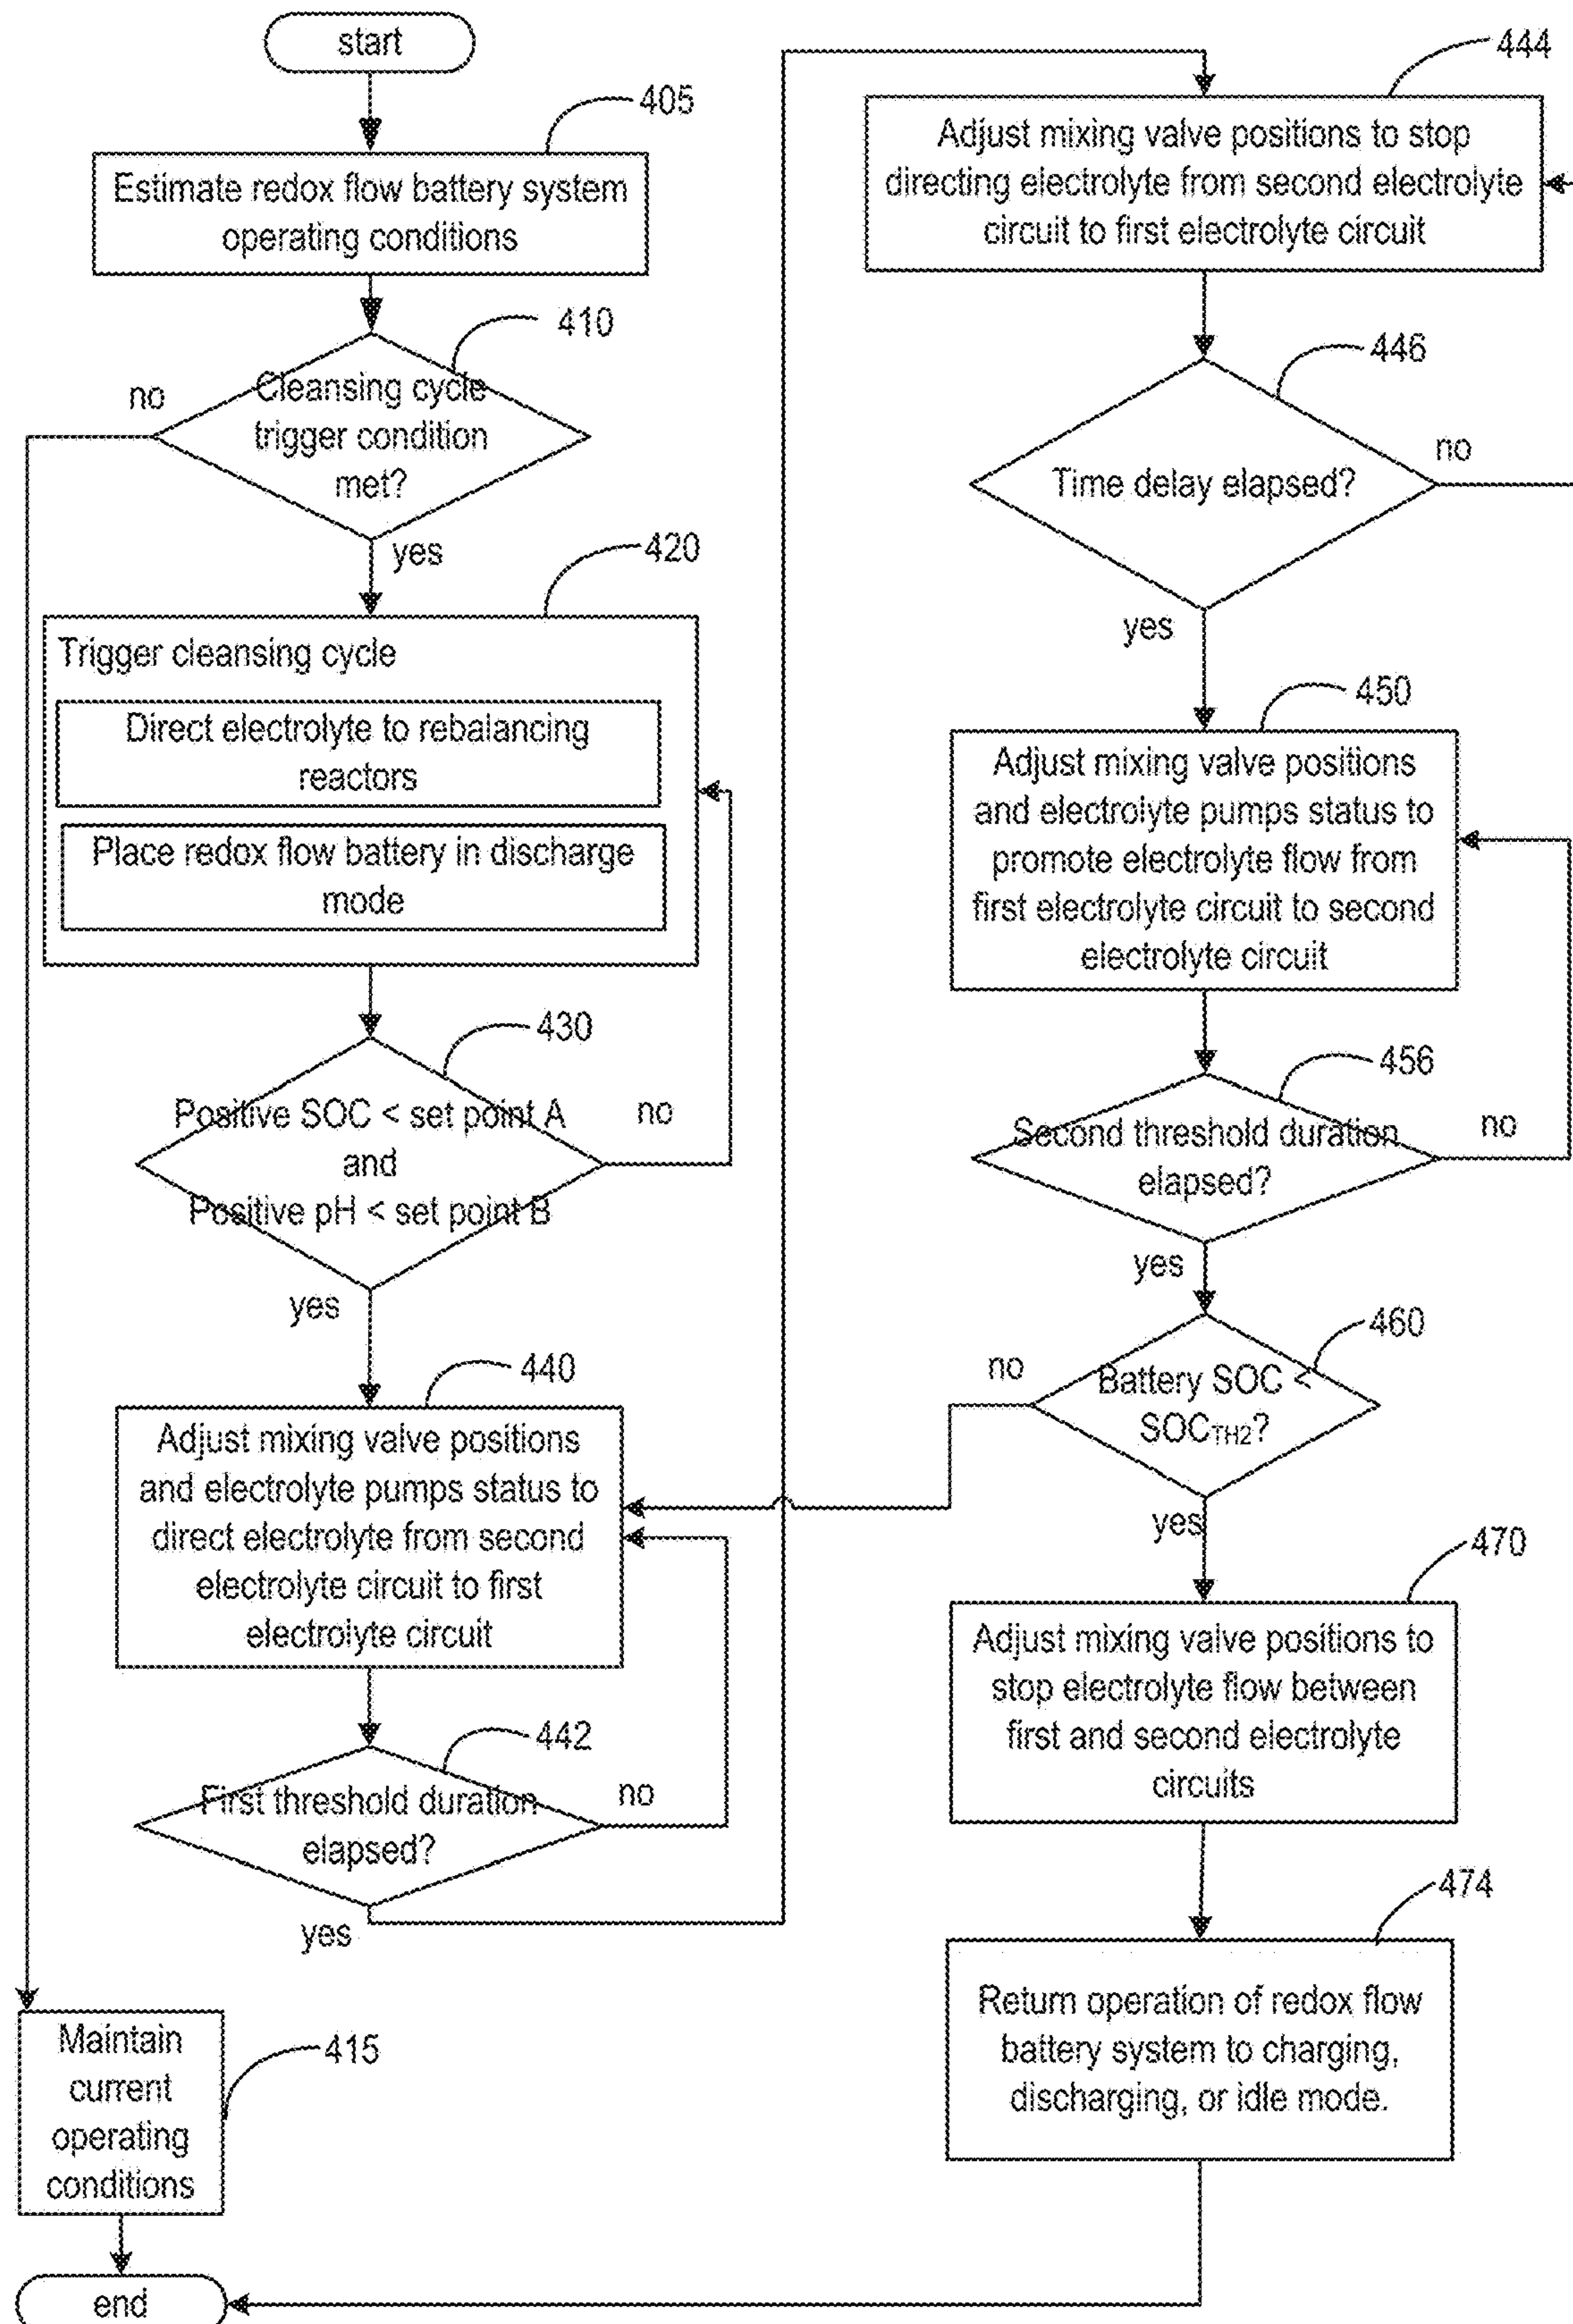 start
405
Estimate redox flow battery system
operating conditions
410
no
Cleansing cycle
trigger condition
met?
yes
420
Trigger cleansing cycle
Direct electrolyte to rebalancing
reactors
Place redox flow battery in discharge
mode
430
Positive SOC < set point A
and
Positive pH < set point B
no
yes
440
Adjust mixing valve positions
and electrolyte pumps status to
direct electrolyte from second
electrolyte circuit to first
electrolyte circuit
442
First threshold duration
elapsed?
no
yes
Maintain
current
operating
conditions
415
end
444
Adjust mixing valve positions to stop
directing electrolyte from second electrolyte
circuit to first electrolyte circuit
446
Time delay elapsed?
no
yes
450
Adjust mixing valve positions
and electrolyte pumps status to
promote electrolyte flow from
first electrolyte circuit to second
electrolyte circuit
456
Second threshold duration
elapsed?
no
yes
460
no
Battery SOC <
SOCTH2?
yes
470
Adjust mixing valve positions to
stop electrolyte flow between
first and second electrolyte
circuits
474
Return operation of redox flow
battery system to charging,
discharging, or idle mode.